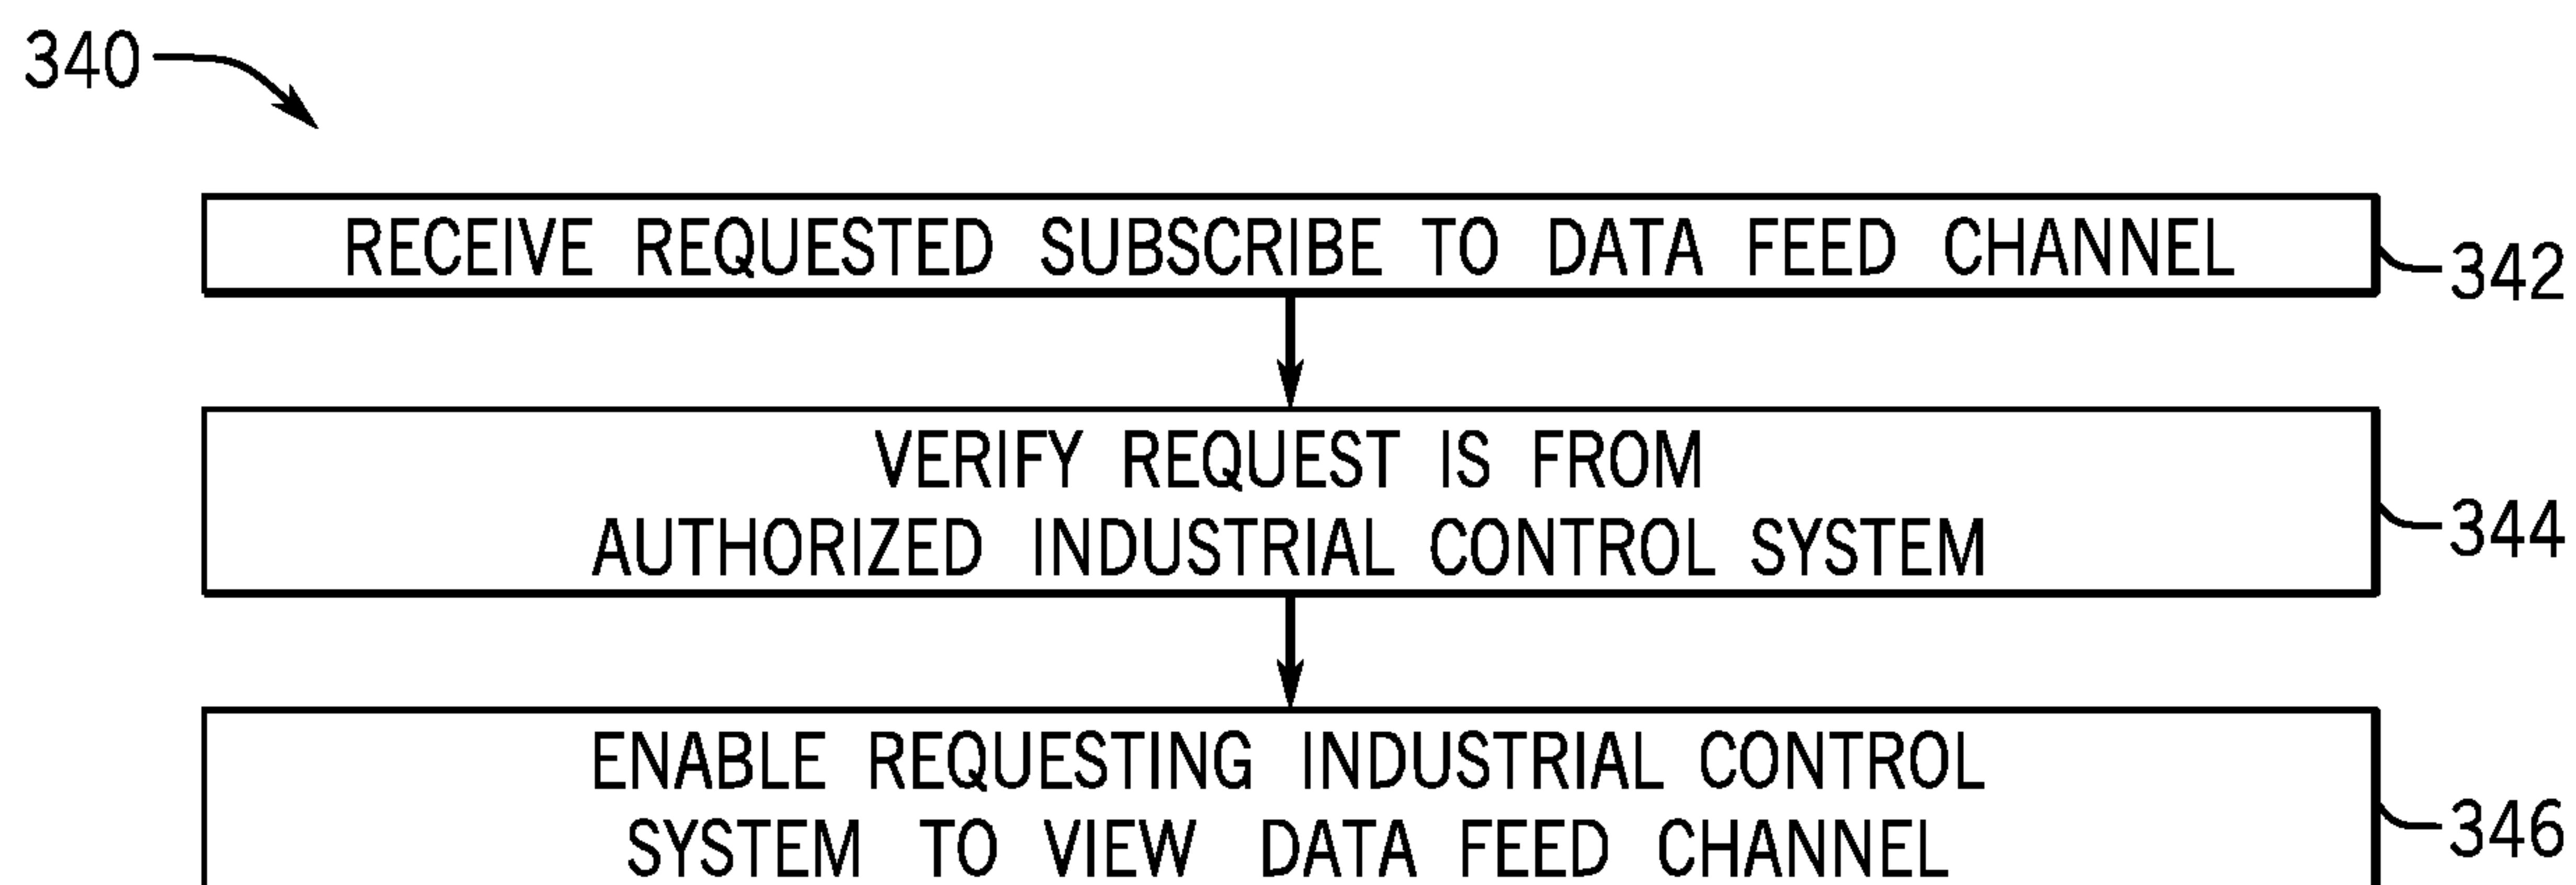 340
RECEIVE REQUESTED SUBSCRIBE TO DATA FEED CHANNEL
342
VERIFY REQUEST IS FROM
AUTHORIZED INDUSTRIAL CONTROL SYSTEM
344
ENABLE REQUESTING INDUSTRIAL CONTROL
SYSTEM TO VIEW DATA FEED CHANNEL
346